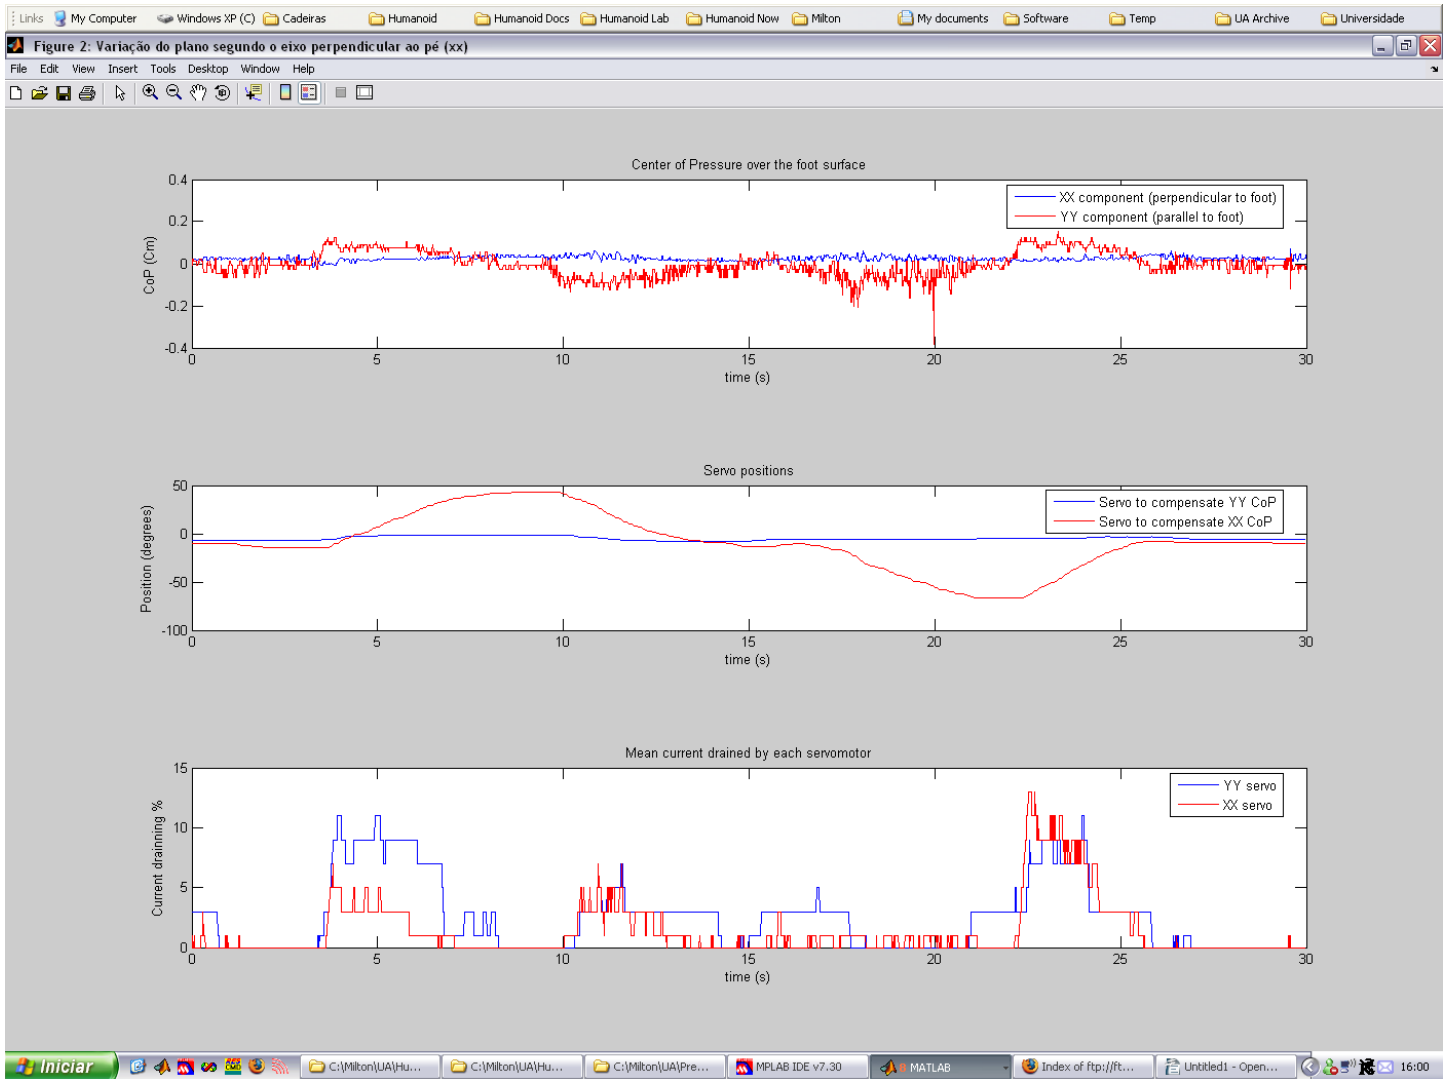 Links My Computer Windows XP (C) Cadeiras Humanoid Humanoid Docs Humanoid Lab Humanoid Now Milton My documents Software Temp UA Archive Universidade
Figure 2: Variação do plano segundo o eixo perpendicular ao pé (xx)
File Edit View Insert Tools Desktop Window Help
Center of Pressure over the foot surface
0.4
0.2
0
-0.2
-0.4
CoP (Cm)
XX component (perpendicular to foot)
YY component (parallel to foot)
0 5 10 15 20 25 30
time (s)
Servo positions
50
0
-50
-100
Position (degrees)
Servo to compensate YY CoP
Servo to compensate XX CoP
0 5 10 15 20 25 30
time (s)
Mean current drained by each servomotor
15
10
5
0
Current drainning %
YY servo
XX servo
0 5 10 15 20 25 30
time (s)
Iniciar C:\Milton\UA\Hu... C:\Milton\UA\Hu... C:\Milton\UA\Pre... MPLAB IDE v7.30 8 MATLAB Index of ftp://ft... Untitled1 - Open... 16:00